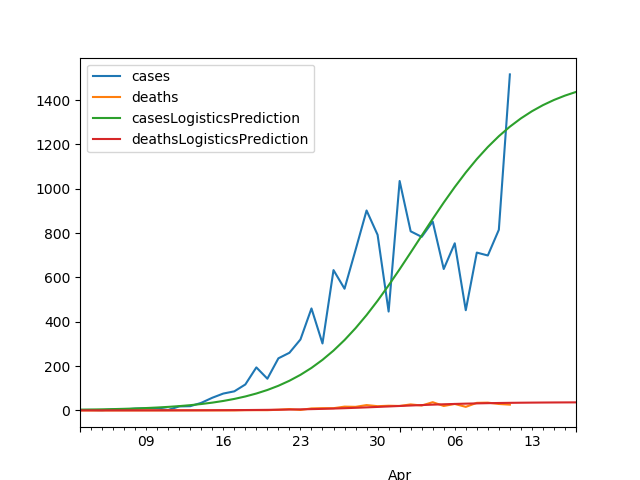 cases
deaths
casesLogisticsPrediction
deathsLogisticsPrediction
1400
1200
1000
800
600
400
200
0
09 16 23 30 06 13
Apr